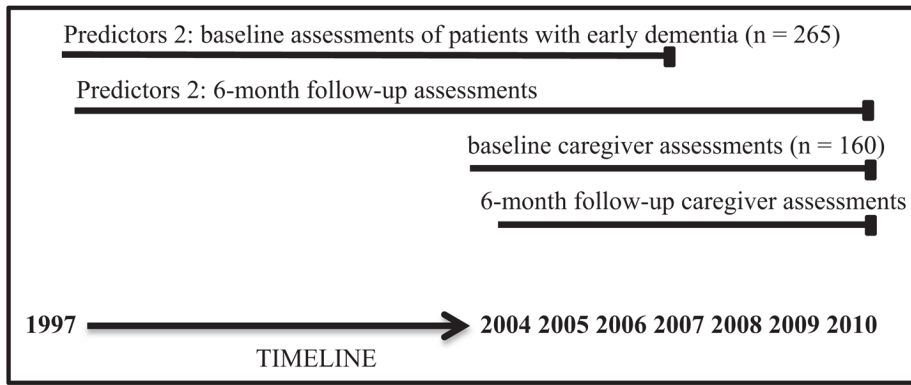 Predictors 2: baseline assessments of patients with early dementia (n = 265)
Predictors 2: 6-month follow-up assessments
baseline caregiver assessments (n = 160)
6-month follow-up caregiver assessments
1997 2004 2005 2006 2007 2008 2009 2010
TIMELINE